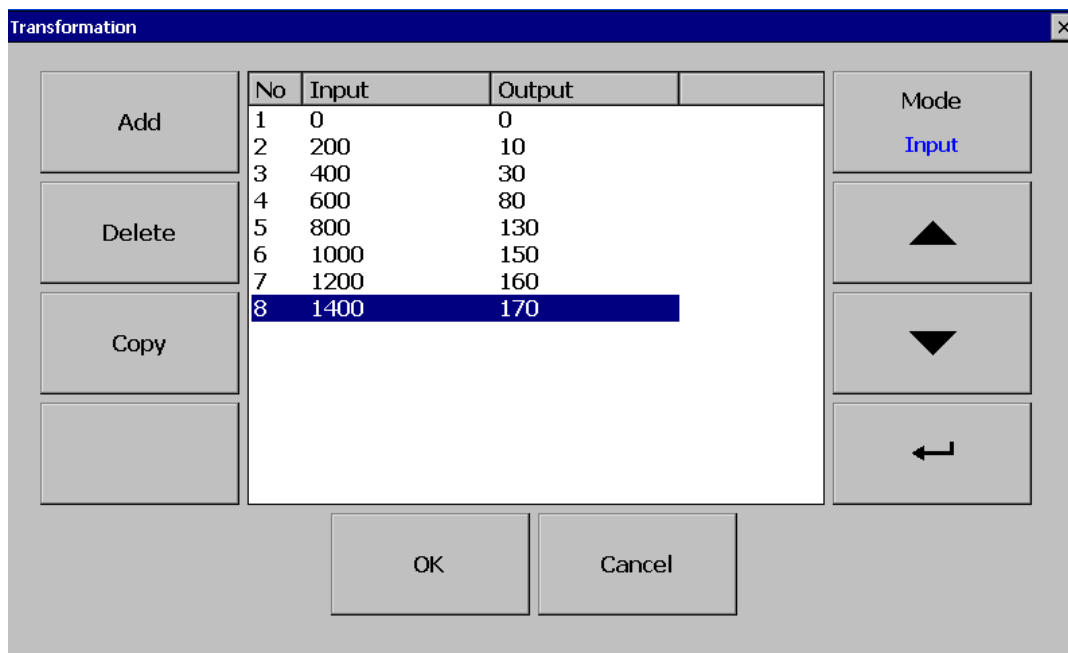 Transformation
Add
Delete
Copy
No Input Output
1 0 0
2 200 10
3 400 30
4 600 80
5 800 130
6 1000 150
7 1200 160
8 1400 170
Mode
Input
OK Cancel